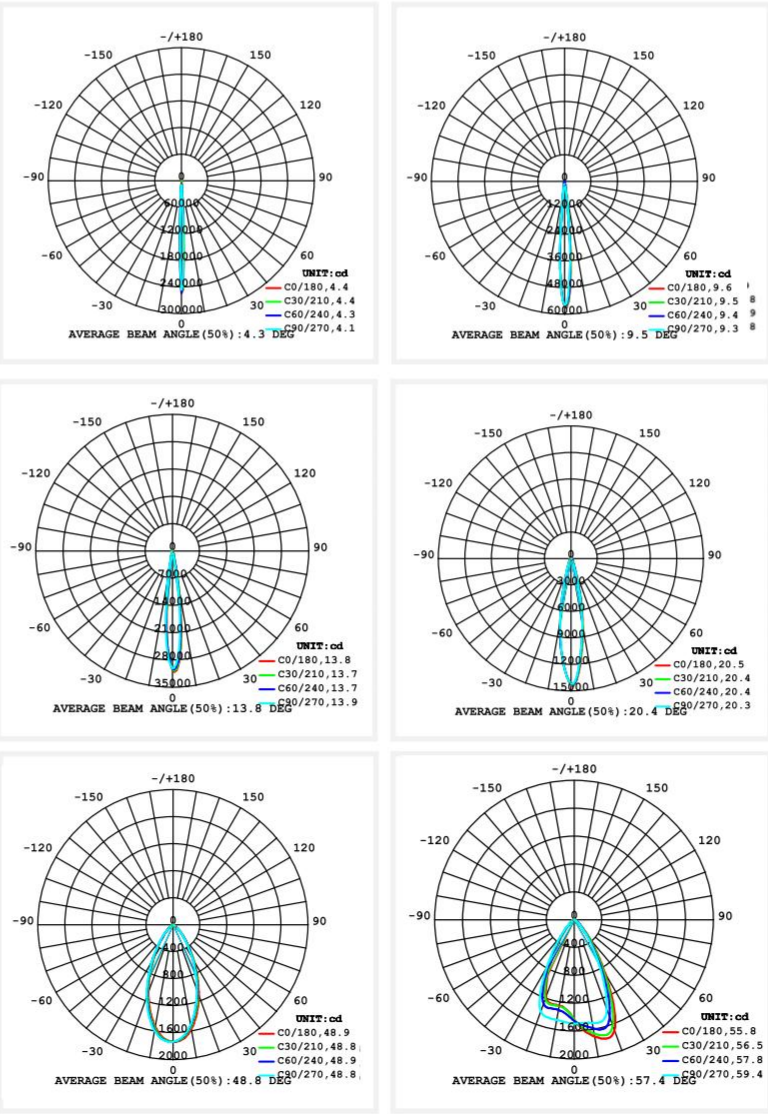 -/+180
-150 150
-120 120
-90 0 90
60000
120000
-60 180000 60
240000
UNIT:cd
C0/180,4.4
-30 C30/210,4.4
300000 C60/240,4.3
0 C90/270,4.1
AVERAGE BEAM ANGLE(50%):4.3 DEG
-/+180
-150 150
-120 120
-90 0 90
12000
24000
-60 36000 60
48000
UNIT:cd
C0/180,9.6
-30 C30/210,9.5 8
60000 C60/240,9.4 9
0 C90/270,9.3 8
AVERAGE BEAM ANGLE(50%):9.5 DEG
-/+180
-150 150
-120 120
-90 0 90
7000
14000
-60 21000 60
28000
UNIT:cd
C0/180,13.8
-30 30 C30/210,13.7
35000 C60/240,13.7
0 C90/270,13.9
AVERAGE BEAM ANGLE(50%):13.8 DEG
-/+180
-150 150
-120 120
-90 0 90
3000
6000
-60 9000 60
12000
UNIT:cd
C0/180,20.5
-30 30 C30/210,20.4
15000 C60/240,20.4
0 C90/270,20.3
AVERAGE BEAM ANGLE(50%):20.4 DEG
-/+180
-150 150
-120 120
-90 0 90
400
800
-60 1200 60
1600
UNIT:cd
C0/180,48.9
-30 30 C30/210,48.8
2000 C60/240,48.9
0 C90/270,48.8
AVERAGE BEAM ANGLE(50%):48.8 DEG
-/+180
-150 150
-120 120
-90 0 90
400
800
-60 1200 60
1600
UNIT:cd
C0/180,55.8
-30 30 C30/210,56.5
2000 C60/240,57.8
0 C90/270,59.4
AVERAGE BEAM ANGLE(50%):57.4 DEG